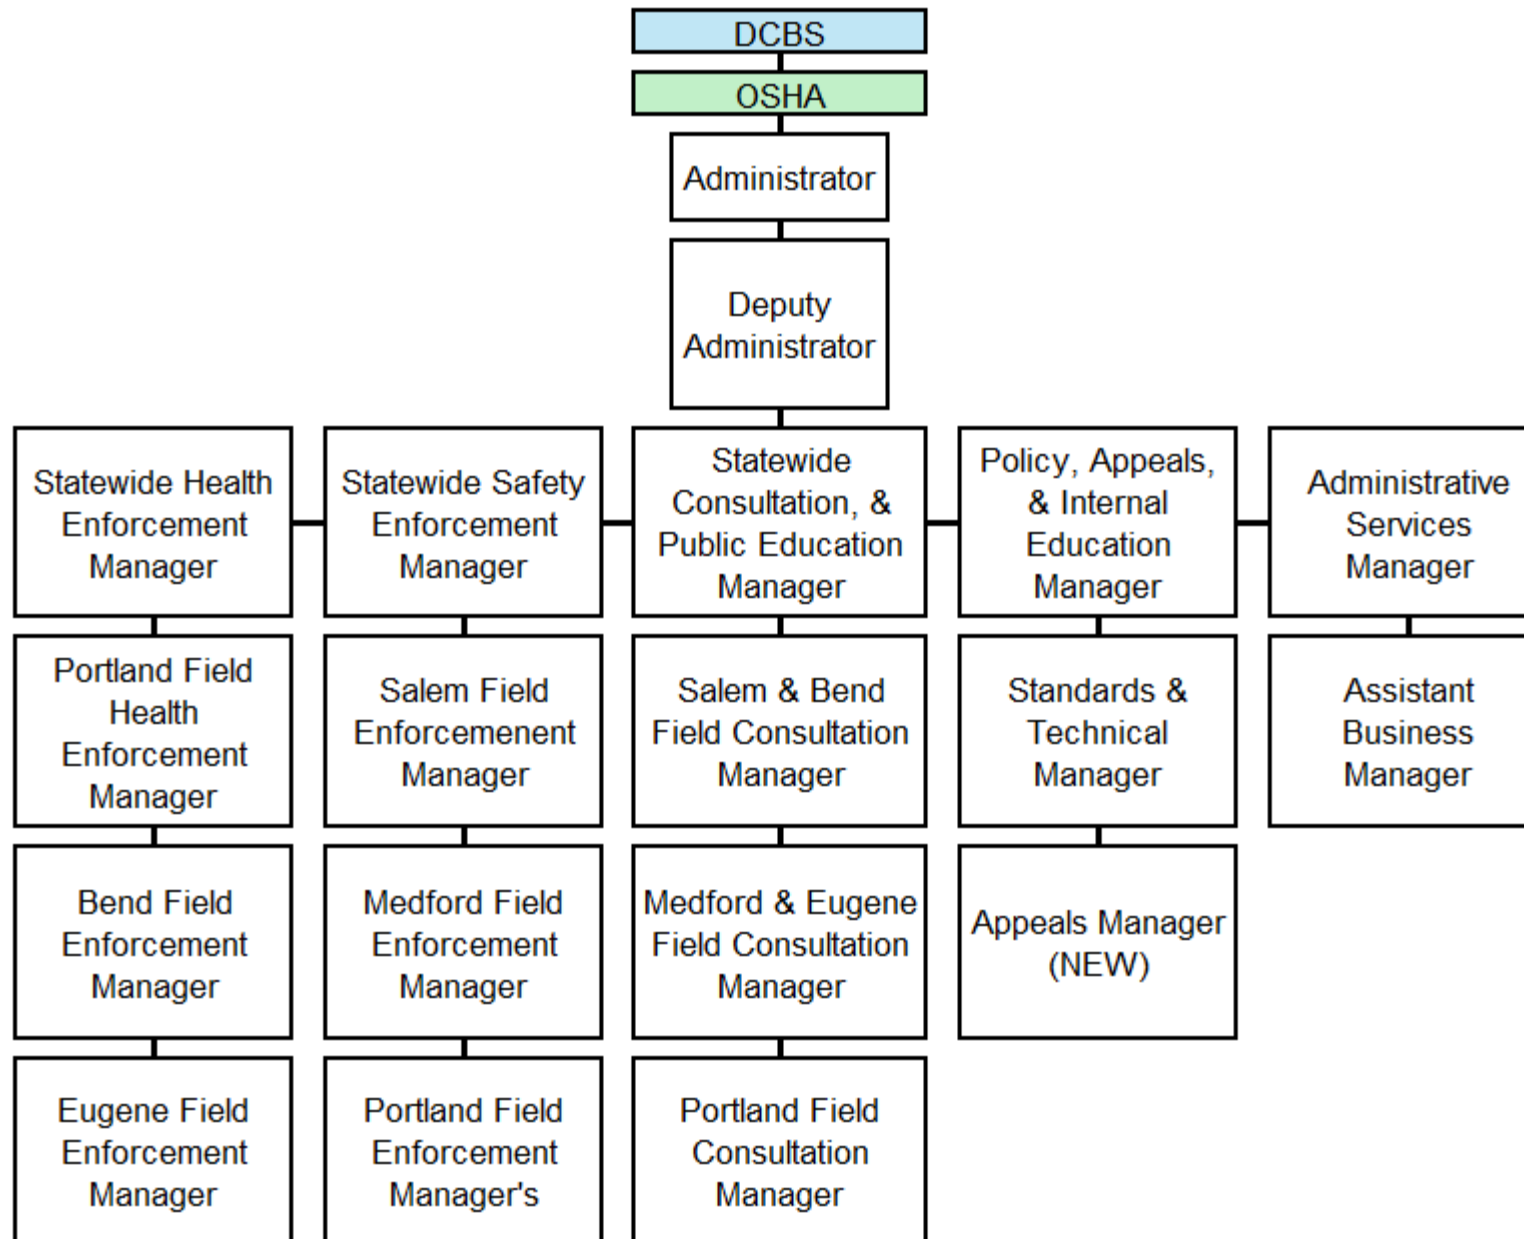 DCBS
OSHA
Administrator
Deputy
Administrator
Statewide Health
Enforcement
Manager
Statewide Safety
Enforcement
Manager
Statewide
Consultation, &
Public Education
Manager
Policy, Appeals,
& Internal
Education
Manager
Administrative
Services
Manager
Portland Field
Health
Enforcement
Manager
Salem Field
Enforcemenent
Manager
Salem & Bend
Field Consultation
Manager
Standards &
Technical
Manager
Assistant
Business
Manager
Bend Field
Enforcement
Manager
Medford Field
Enforcement
Manager
Medford & Eugene
Field Consultation
Manager
Appeals Manager
(NEW)
Eugene Field
Enforcement
Manager
Portland Field
Enforcement
Manager's
Portland Field
Consultation
Manager